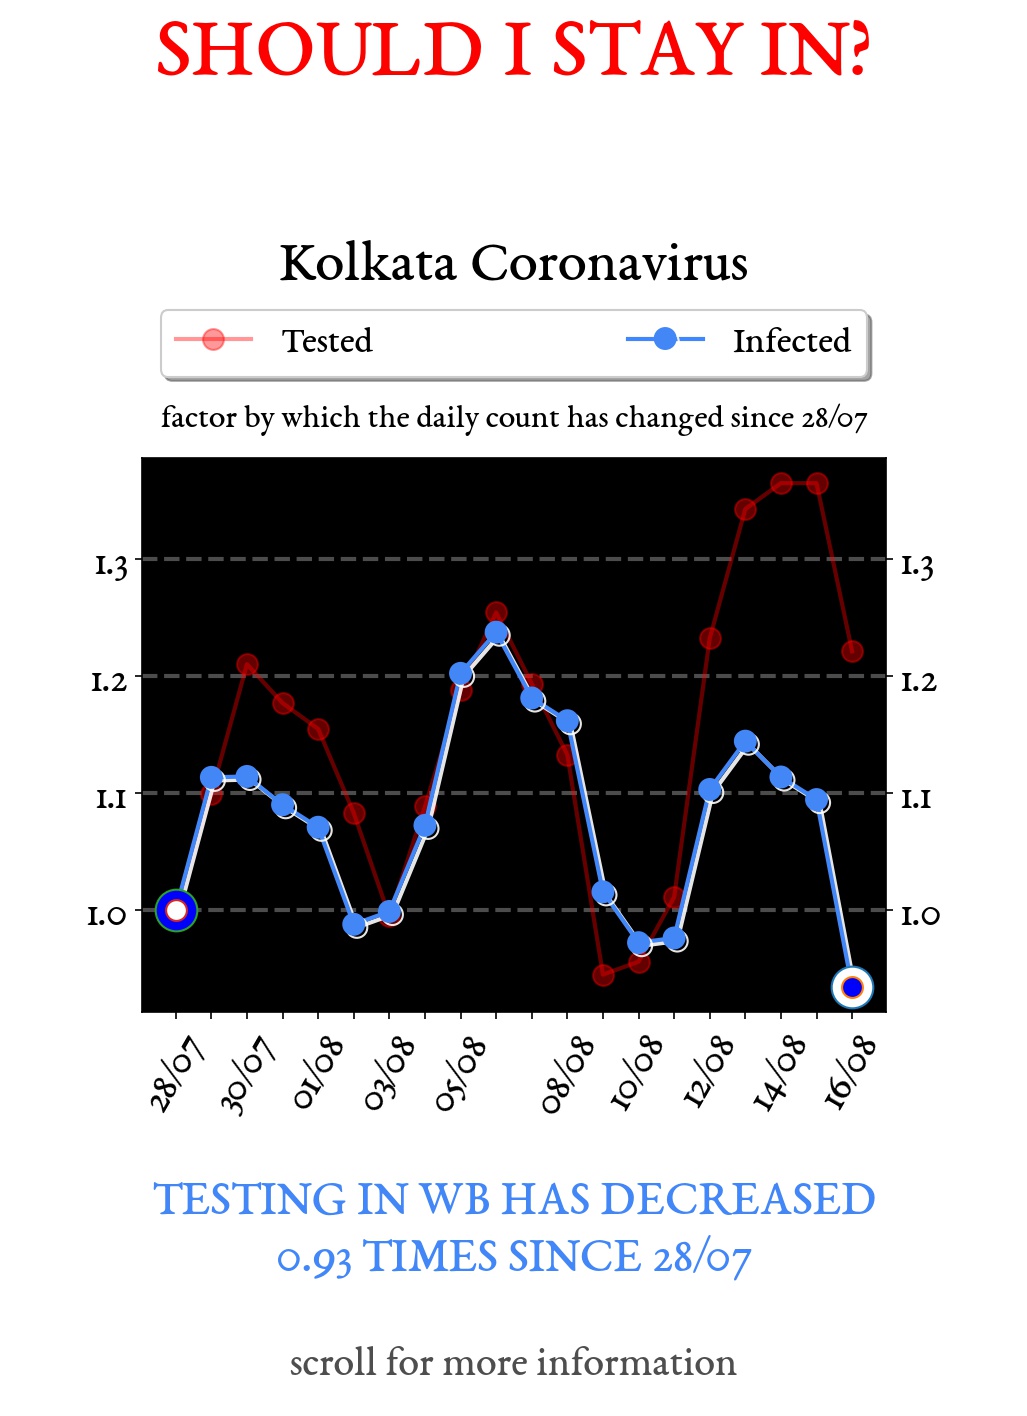 SHOULD I STAY IN?
Kolkata Coronavirus
Tested Infected
factor by which the daily count has changed since 28/07
1.3 1.3
1.2 1.2
1.1 1.1
1.0 1.0
28/07 30/07 01/08 03/08 05/08 08/08 10/08 12/08 14/08 16/08
TESTING IN WB HAS DECREASED
0.93 TIMES SINCE 28/07
scroll for more information